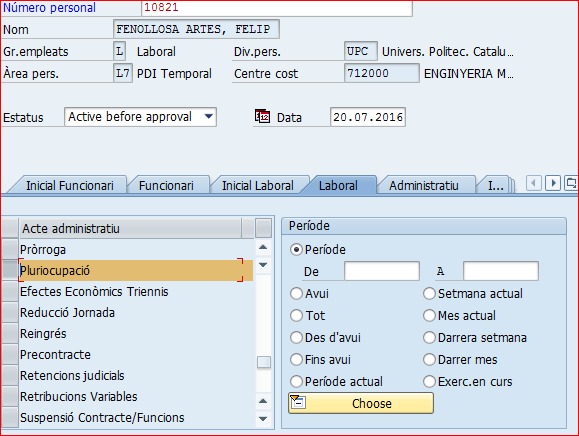 Número personal 10821
Nom FENOLLOSA ARTES, FELIP
Gr.empleats L Laboral Div.pers. UPC Univers. Politec. Catalu…
Àrea pers. L7 PDI Temporal Centre cost 712000 ENGINYERIA M…
Estatus Active before approval Data 20.07.2016
Inicial Funcionari Funcionari Inicial Laboral Laboral Administratiu I…
Acte administratiu
Pròrroga
Pluriocupació
Efectes Econòmics Triennis
Reducció Jornada
Reingrés
Precontracte
Retencions judicials
Retribucions Variables
Suspensió Contracte/Funcions
Període
Període
De A
Avui Setmana actual
Tot Mes actual
Des d'avui Darrera setmana
Fins avui Darrer mes
Període actual Exerc.en curs
Choose